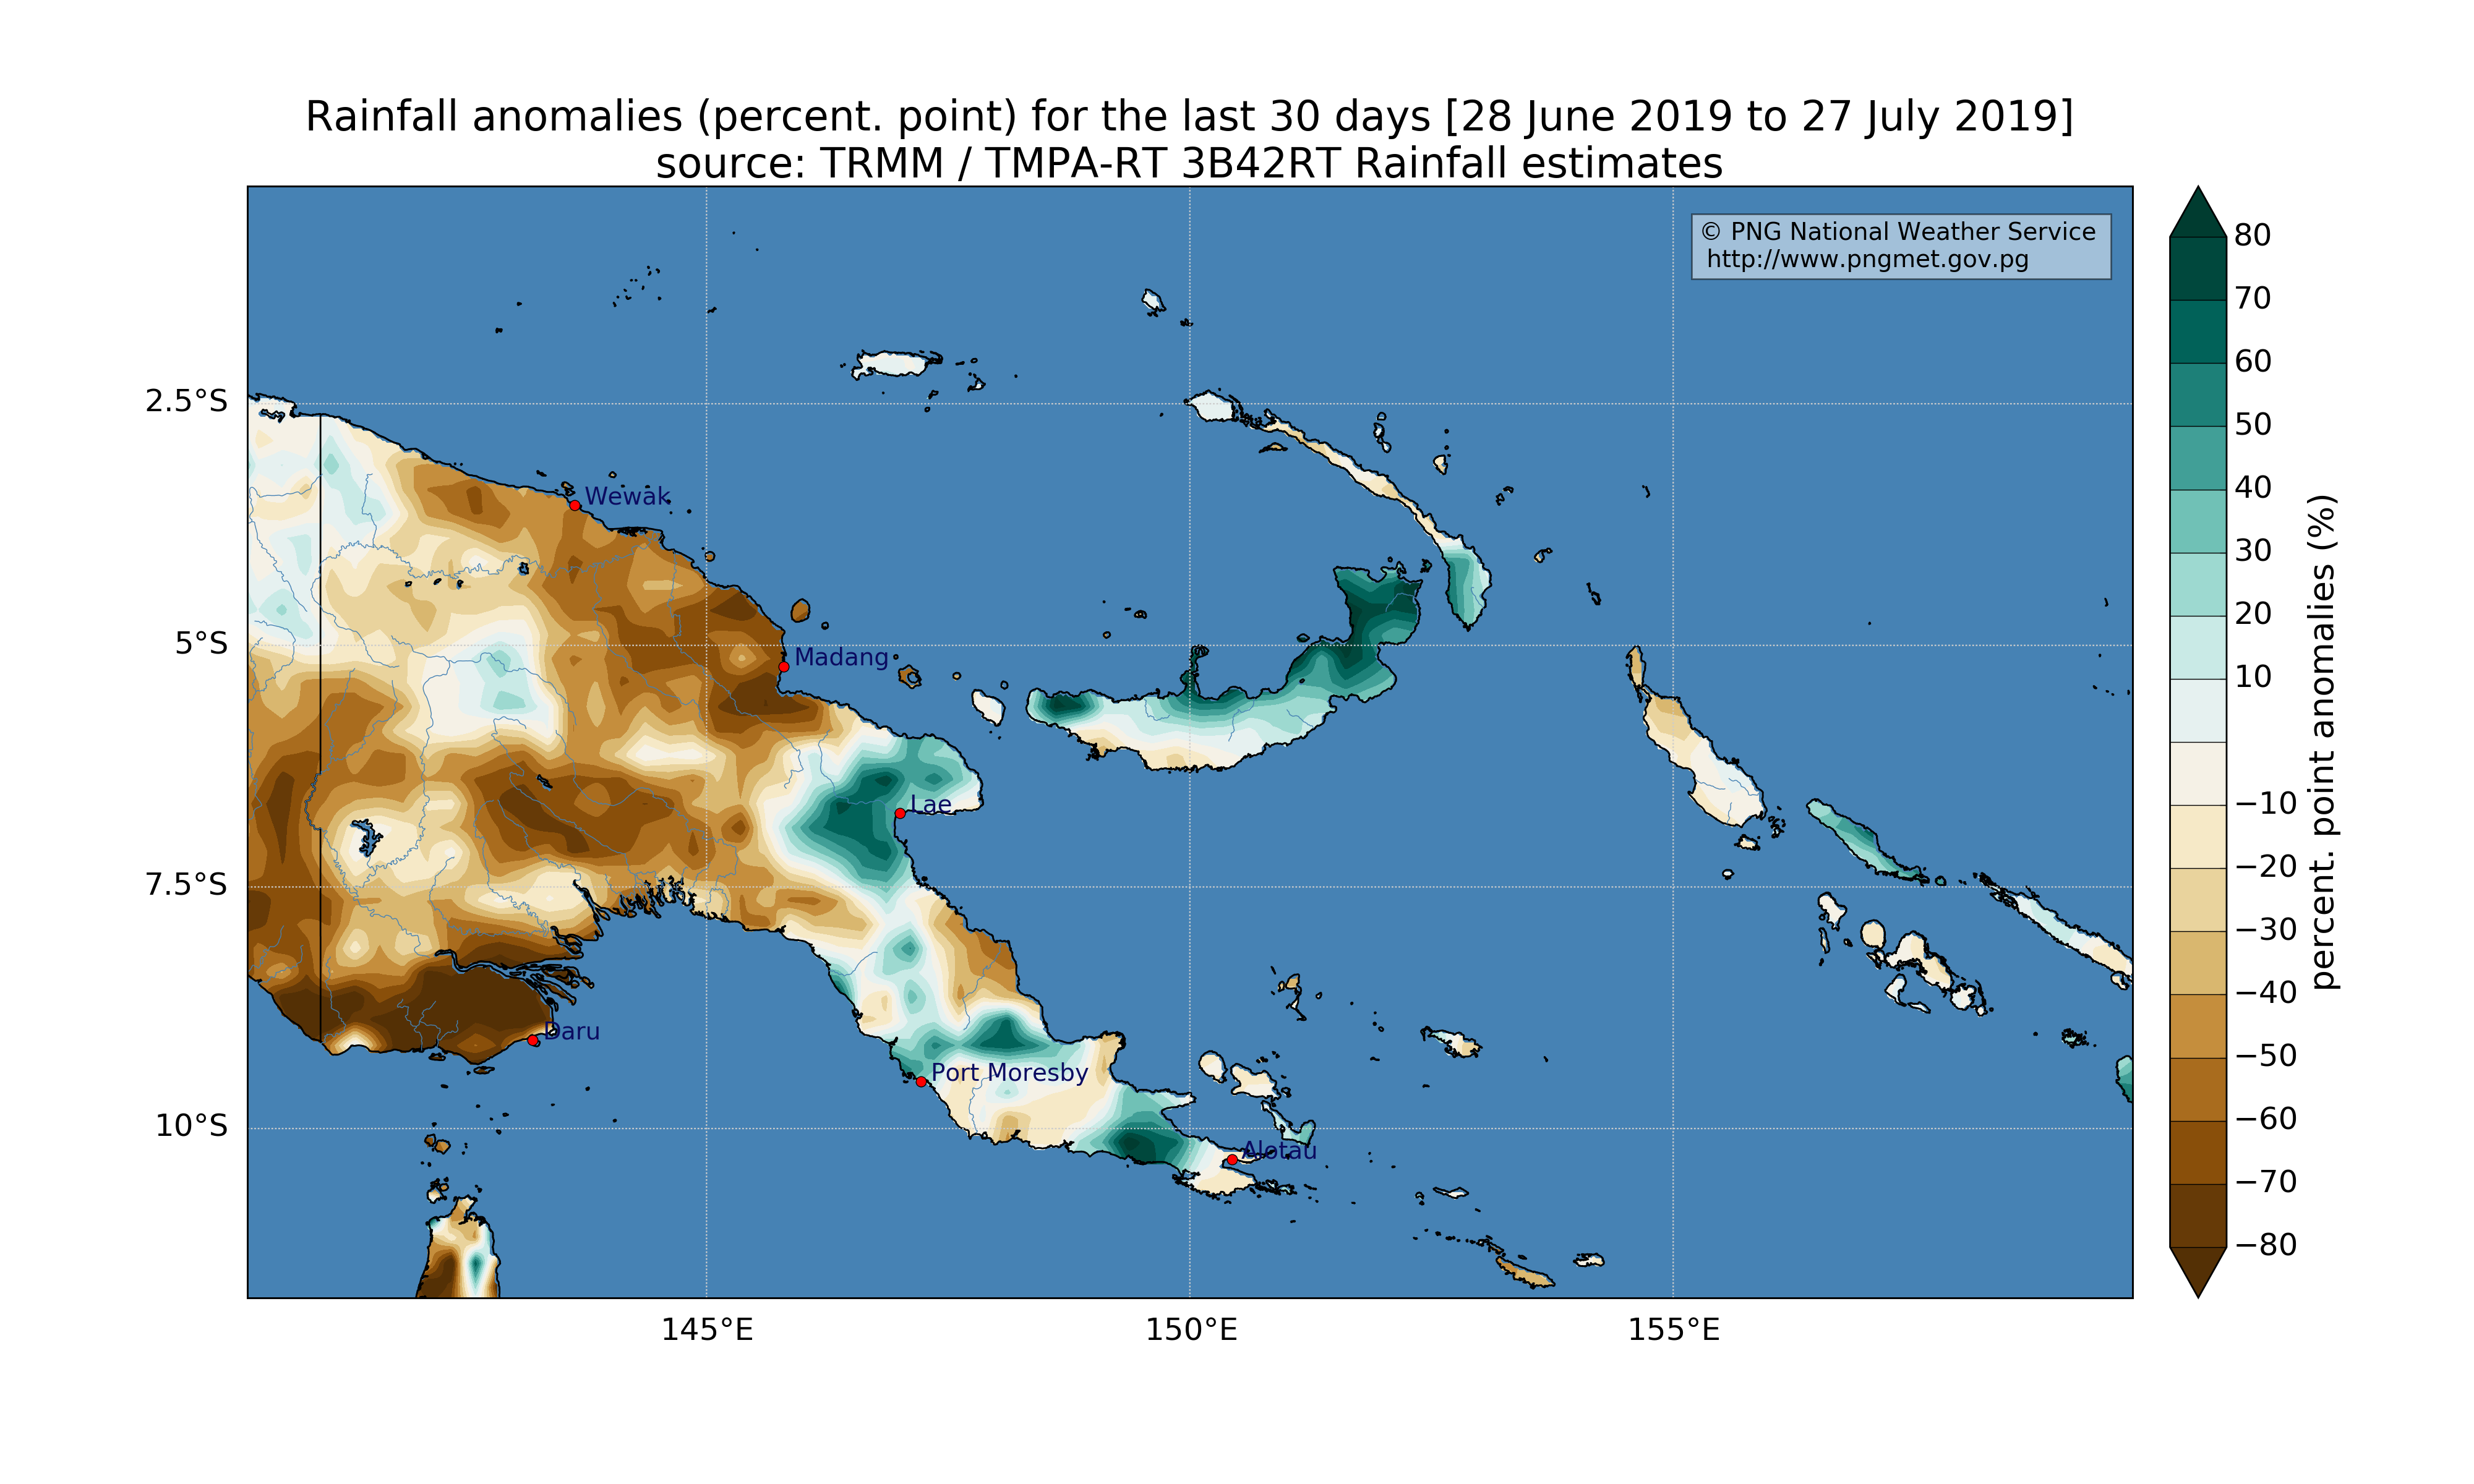 Rainfall anomalies (percent. point) for the last 30 days [28 June 2019 to 27 July 2019]
source: TRMM / TMPA-RT 3B42RT Rainfall estimates
© PNG National Weather Service
http://www.pngmet.gov.pg
2.5°S
5°S
7.5°S
10°S
Wewak
Madang
Lae
Daru
Port Moresby
Alotau
145°E
150°E
155°E
80
70
60
50
40
30
20
10
−10
−20
−30
−40
−50
−60
−70
−80
percent. point anomalies (%)